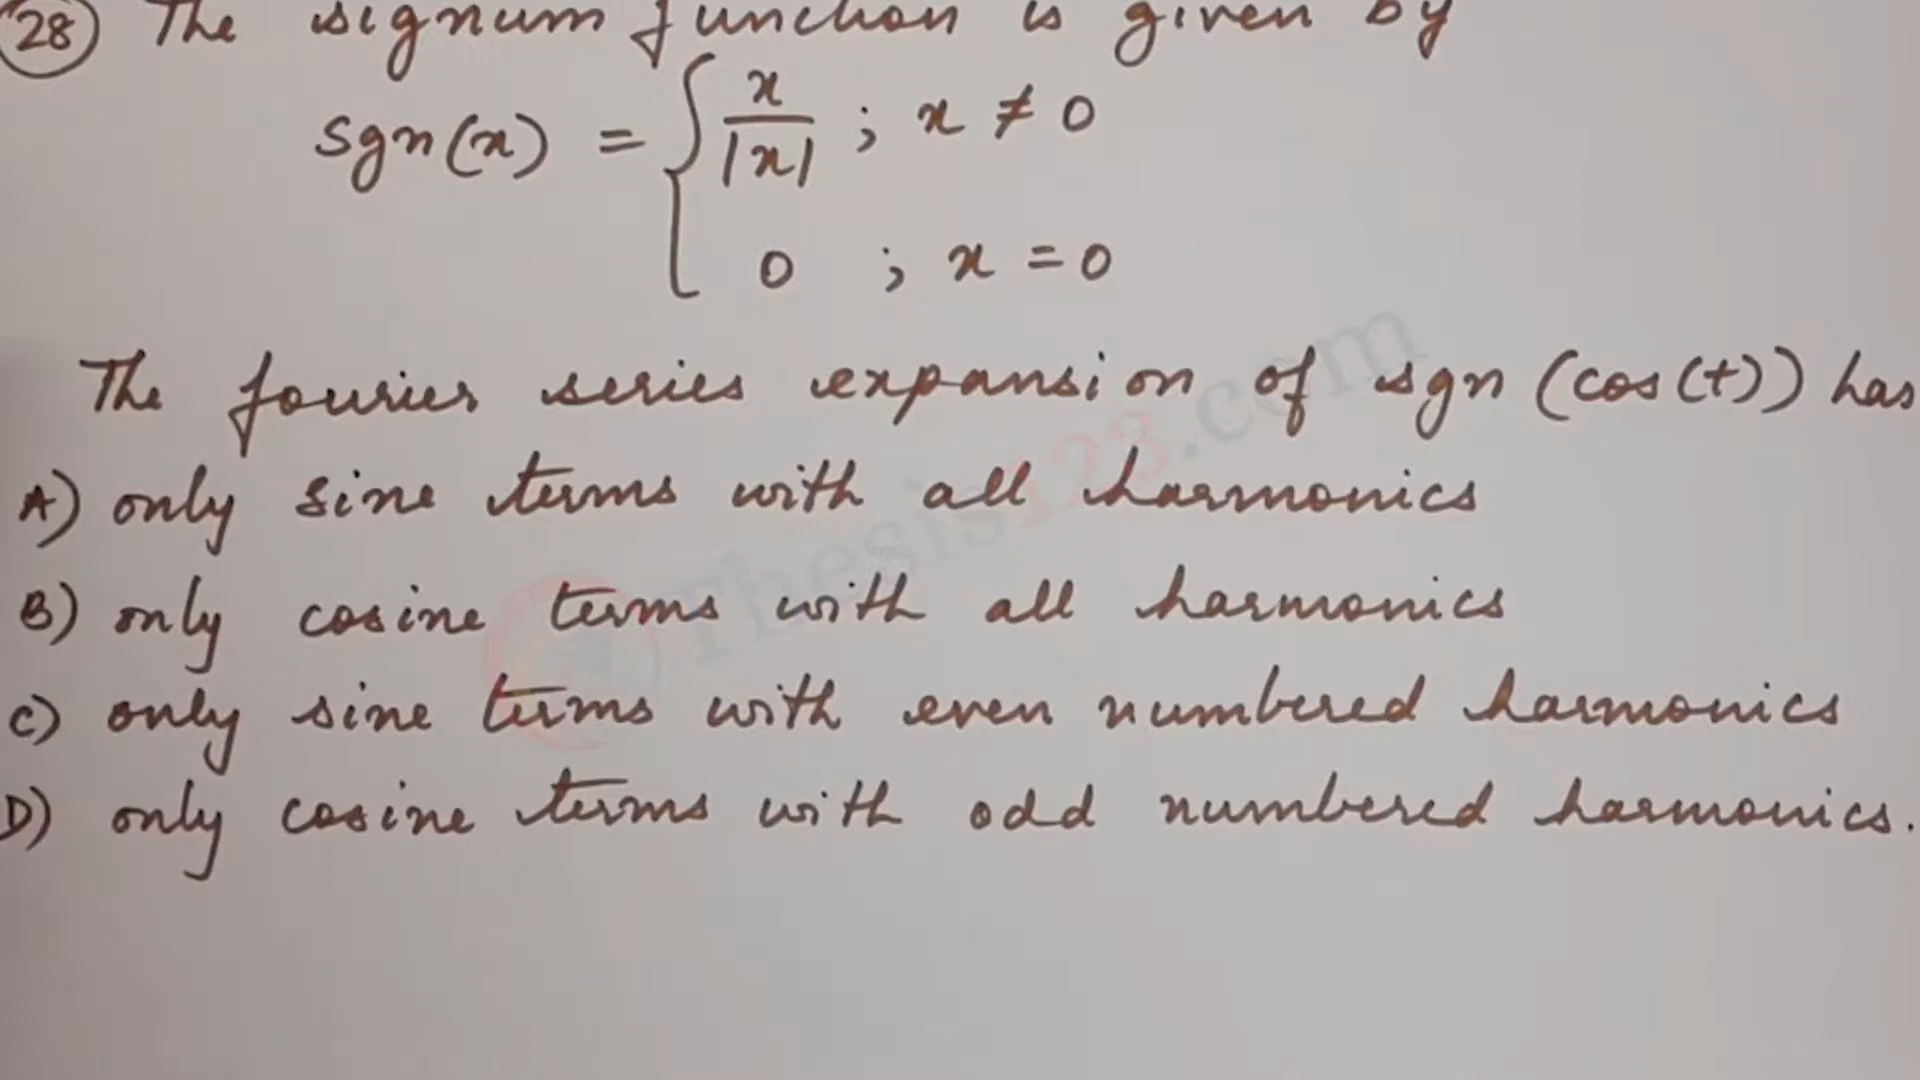 28 The signum function is given by
sgn(x) = { x/|x| ; x ≠ 0
0 ; x = 0
The fourier series expansion of sgn (cos(t)) has
A) only sine terms with all harmonics
B) only cosine terms with all harmonics
C) only sine terms with even numbered harmonics
D) only cosine terms with odd numbered harmonics.
Thesis123.com